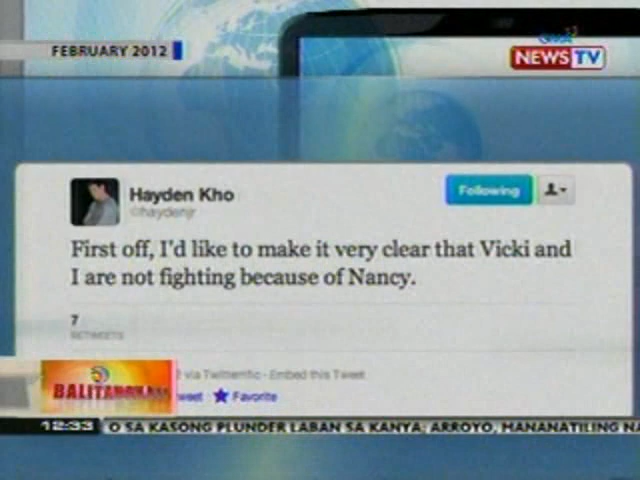 FEBRUARY 2012
GMA
NEWS TV
Hayden Kho
@haydenjr
Following
First off, I'd like to make it very clear that Vicki and
I are not fighting because of Nancy.
7
RETWEETS
via Twitterrific - Embed this Tweet
Favorite
12:33 O SA KASONG PLUNDER LABAN SA KANYA; ARROYO, MANANATILING NA